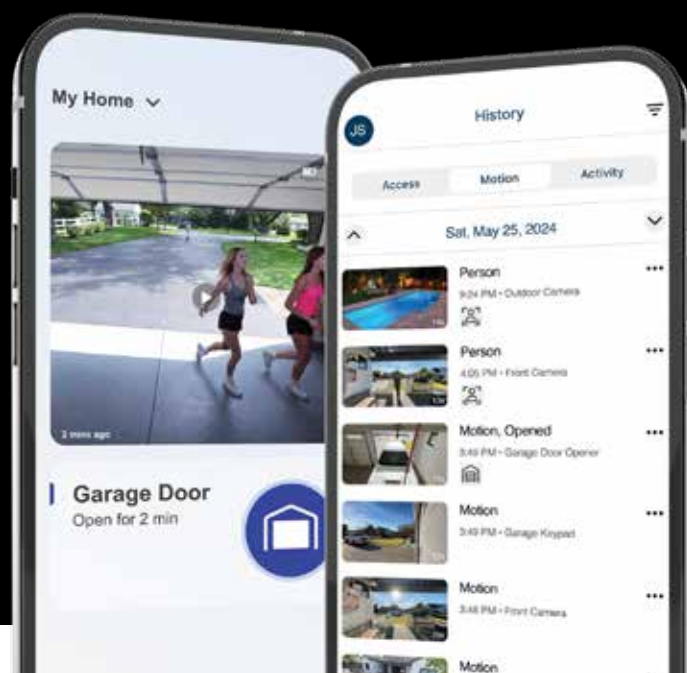 My Home
2 mins ago
Garage Door
Open for 2 min
JS
History
Access
Motion
Activity
Sat, May 25, 2024
Person
9:24 PM • Outdoor Camera
Person
4:05 PM • Front Camera
Motion, Opened
3:49 PM • Garage Door Opener
Motion
3:49 PM • Garage Keypad
Motion
3:48 PM • Front Camera
Motion